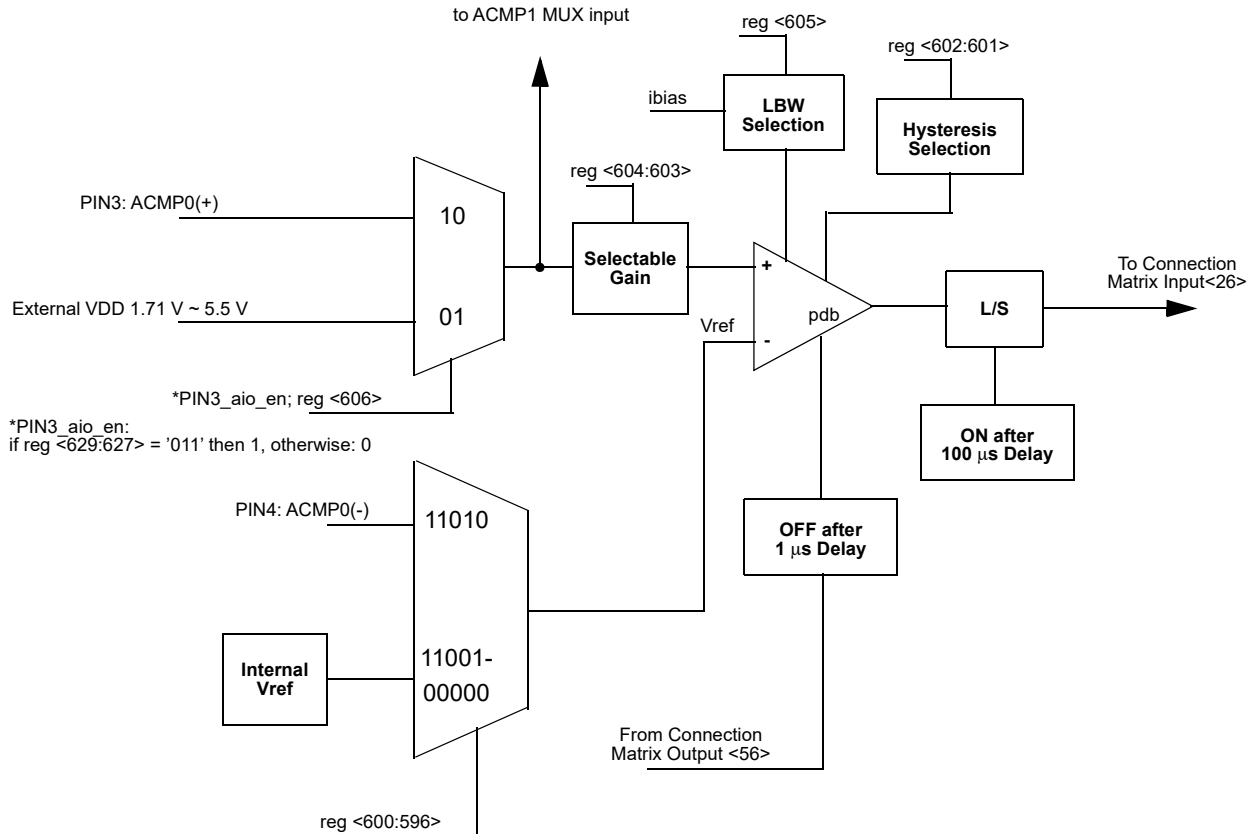 to ACMP1 MUX input
reg <605>
reg <602:601>
ibias
LBW
Selection
Hysteresis
Selection
reg <604:603>
PIN3: ACMP0(+)
10
Selectable
Gain
+
To Connection
Matrix Input<26>
External VDD 1.71 V ~ 5.5 V
01
Vref
pdb
-
L/S
*PIN3_aio_en; reg <606>
*PIN3_aio_en:
if reg <629:627> = '011' then 1, otherwise: 0
ON after
100 μs Delay
PIN4: ACMP0(-)
11010
OFF after
1 μs Delay
Internal
Vref
11001-
00000
From Connection
Matrix Output <56>
reg <600:596>